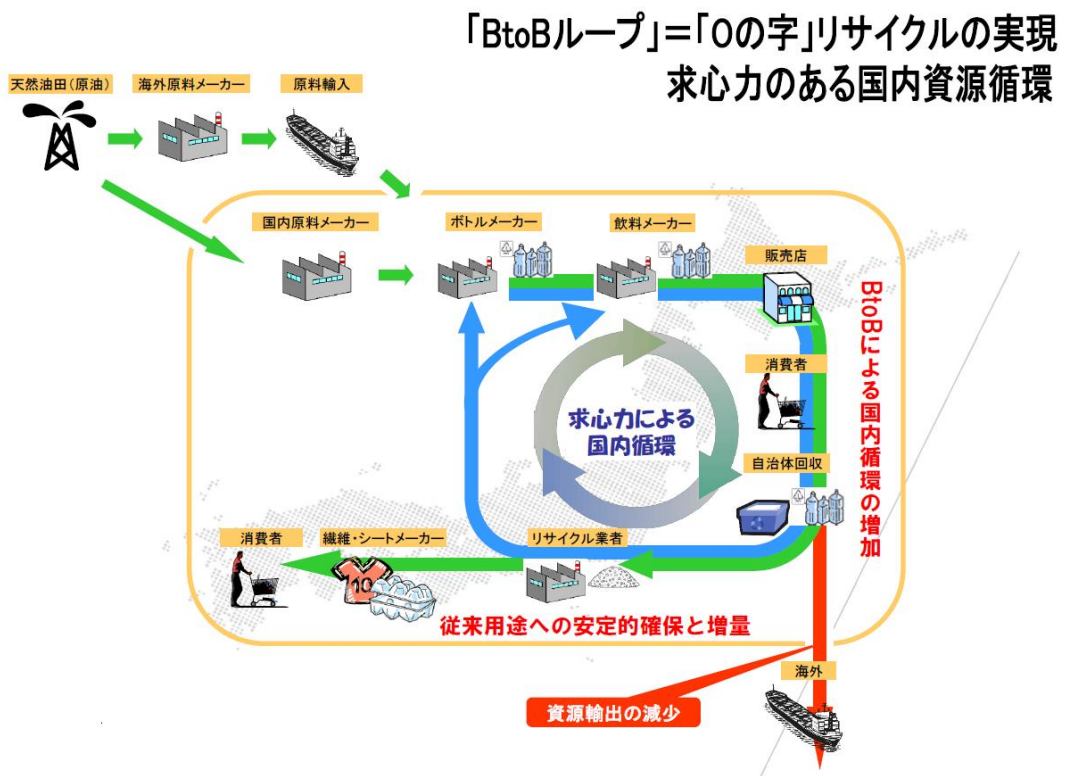 「BtoBループ」=「Oの字」リサイクルの実現
求心力のある国内資源循環
天然油田(原油)
海外原料メーカー
原料輸入
国内原料メーカー
ボトルメーカー
飲料メーカー
販売店
消費者
自治体回収
BtoBによる国内循環の増加
求心力による
国内循環
消費者
繊維・シートメーカー
リサイクル業者
10
従来用途への安定的確保と増量
海外
資源輸出の減少